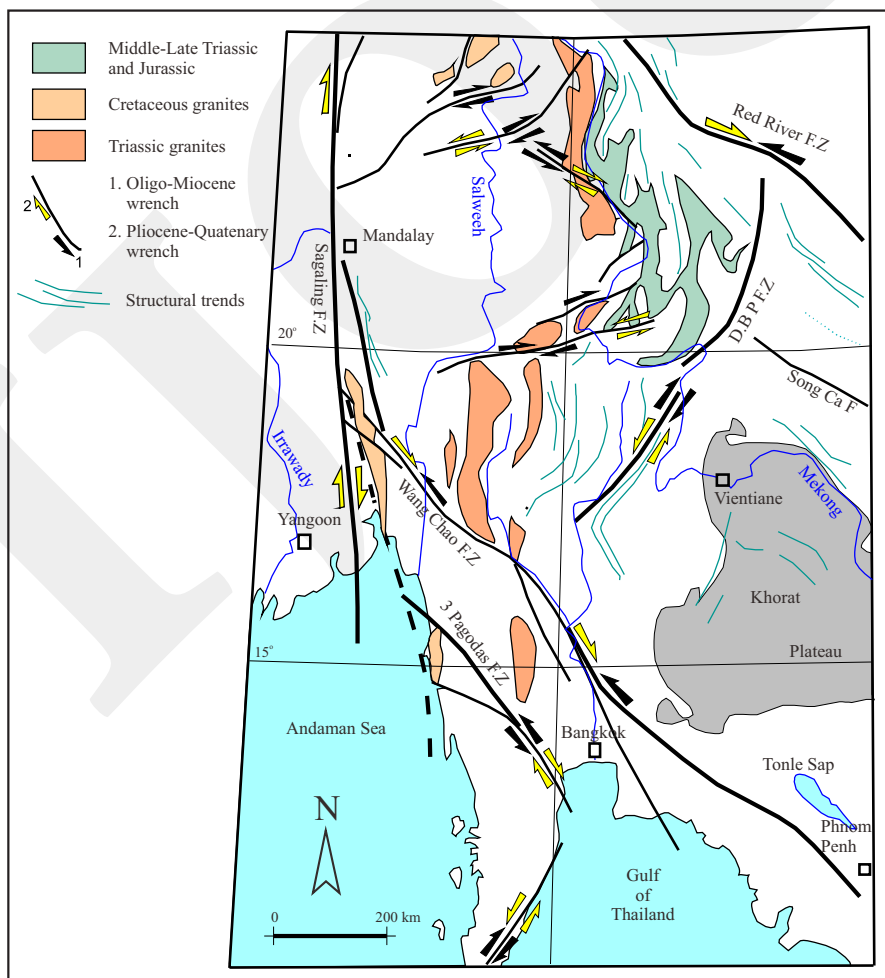 Middle-Late Triassic
and Jurassic
Cretaceous granites
Triassic granites
1. Oligo-Miocene
wrench
2. Pliocene-Quaternary
wrench
2
1
Structural trends
Red River F.Z
Salweeh
Mandalay
Sagaling F.Z
D.B P F.Z
20°
Song Ca F
Irrawady
Wang Chao F.Z
Vientiane
Mekong
Yangoon
Khorat
Plateau
3 Pagodas F.Z
15°
Andaman Sea
Bangkok
Tonle Sap
Phnom
Penh
N
Gulf
of
Thailand
0
200 km